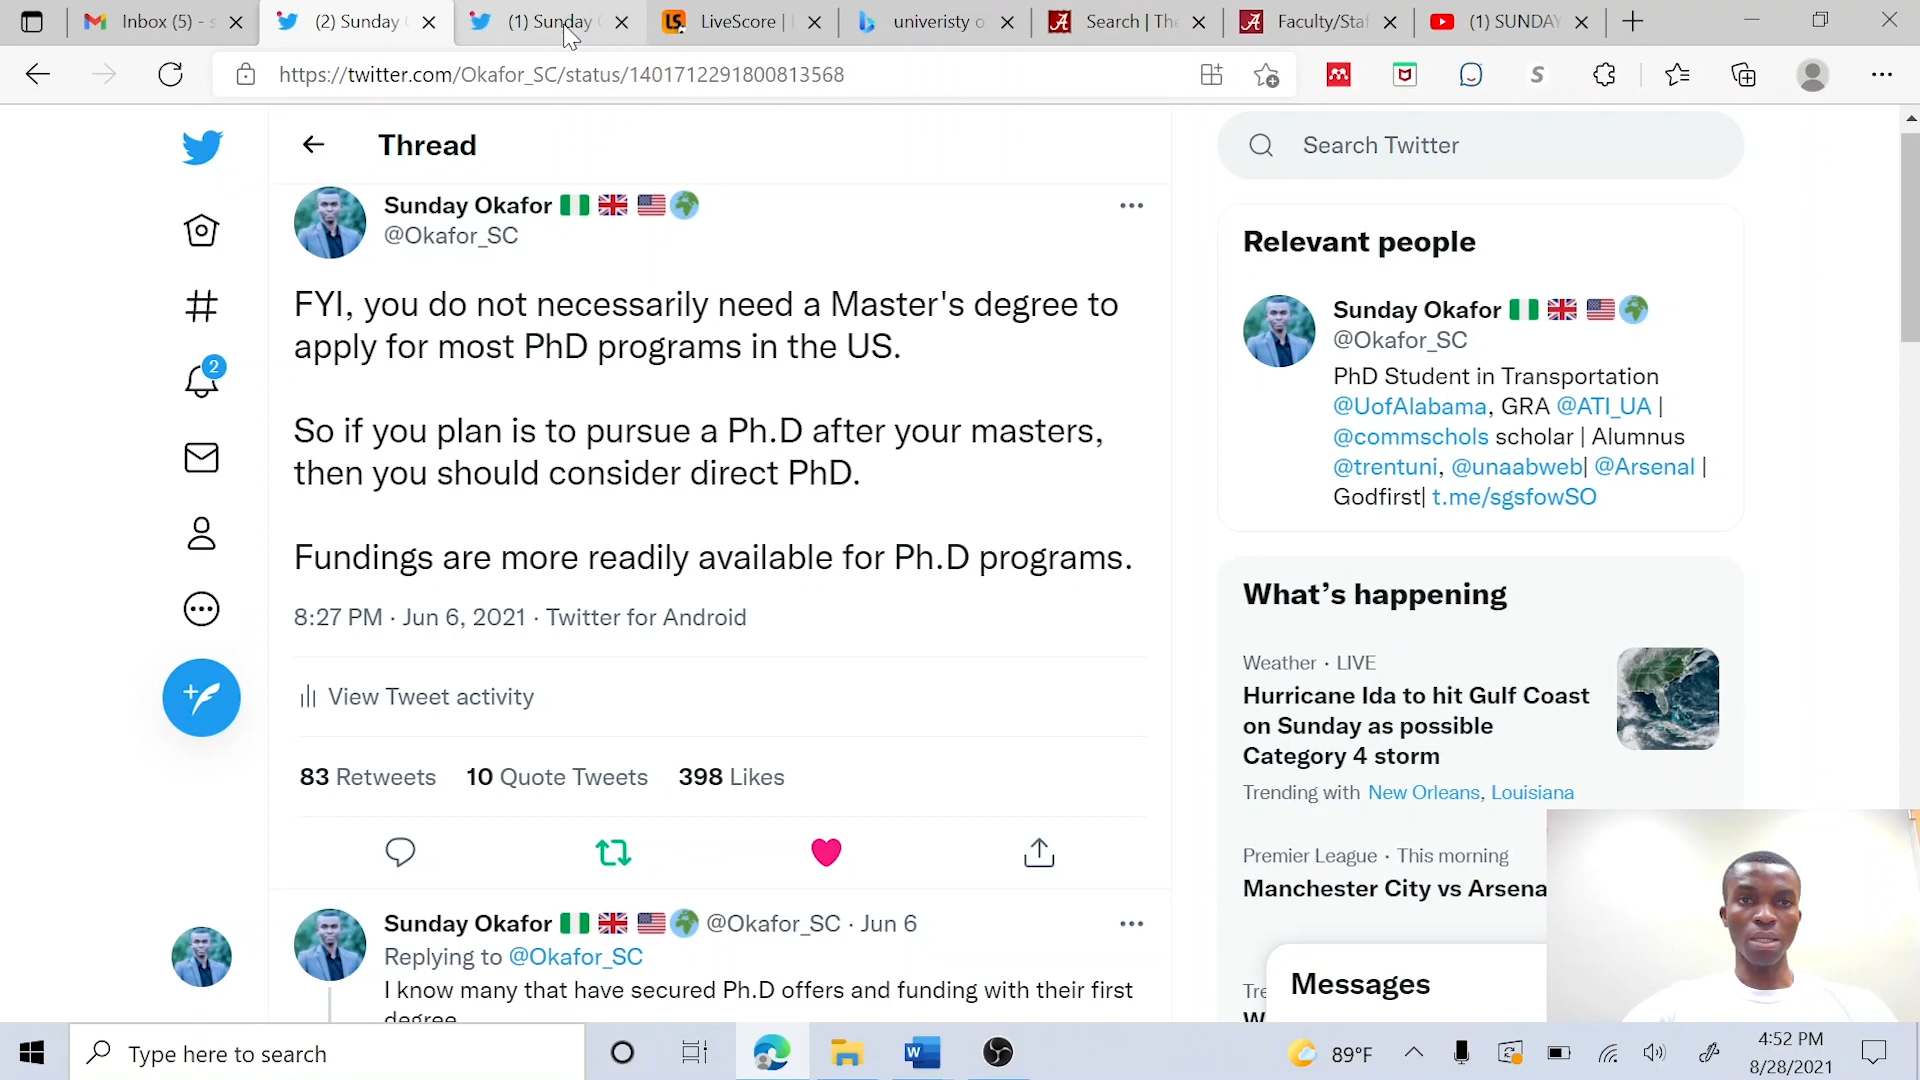 Inbox (5) - s
(2) Sunday
(1) Sunday
LiveScore |
univeristy o
Search | The
Faculty/Staf
(1) SUNDAY
https://twitter.com/Okafor_SC/status/1401712291800813568
Thread
Search Twitter
Sunday Okafor
@Okafor_SC
FYI, you do not necessarily need a Master's degree to
apply for most PhD programs in the US.
So if you plan is to pursue a Ph.D after your masters,
then you should consider direct PhD.
Fundings are more readily available for Ph.D programs.
8:27 PM · Jun 6, 2021 · Twitter for Android
View Tweet activity
83 Retweets 10 Quote Tweets 398 Likes
Sunday Okafor @Okafor_SC · Jun 6
Replying to @Okafor_SC
I know many that have secured Ph.D offers and funding with their first
degree
2
Relevant people
Sunday Okafor
@Okafor_SC
PhD Student in Transportation
@UofAlabama, GRA @ATI_UA |
@commschols scholar | Alumnus
@trentuni, @unaabweb| @Arsenal |
Godfirst| t.me/sgsfowSO
What's happening
Weather · LIVE
Hurricane Ida to hit Gulf Coast
on Sunday as possible
Category 4 storm
Trending with New Orleans, Louisiana
Premier League · This morning
Manchester City vs Arsena
Tre
W
Messages
Type here to search
89°F
4:52 PM
8/28/2021